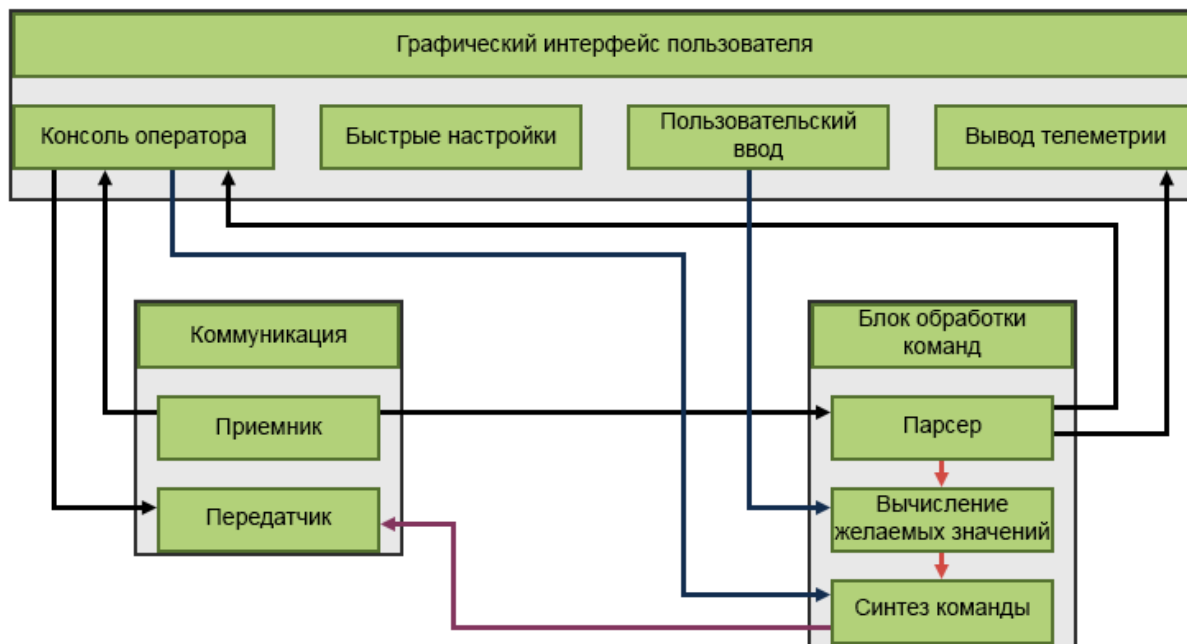 Графический интерфейс пользователя
Консоль оператора
Быстрые настройки
Пользовательский
ввод
Вывод телеметрии
Коммуникация
Приемник
Передатчик
Блок обработки
команд
Парсер
Вычисление
желаемых значений
Синтез команды